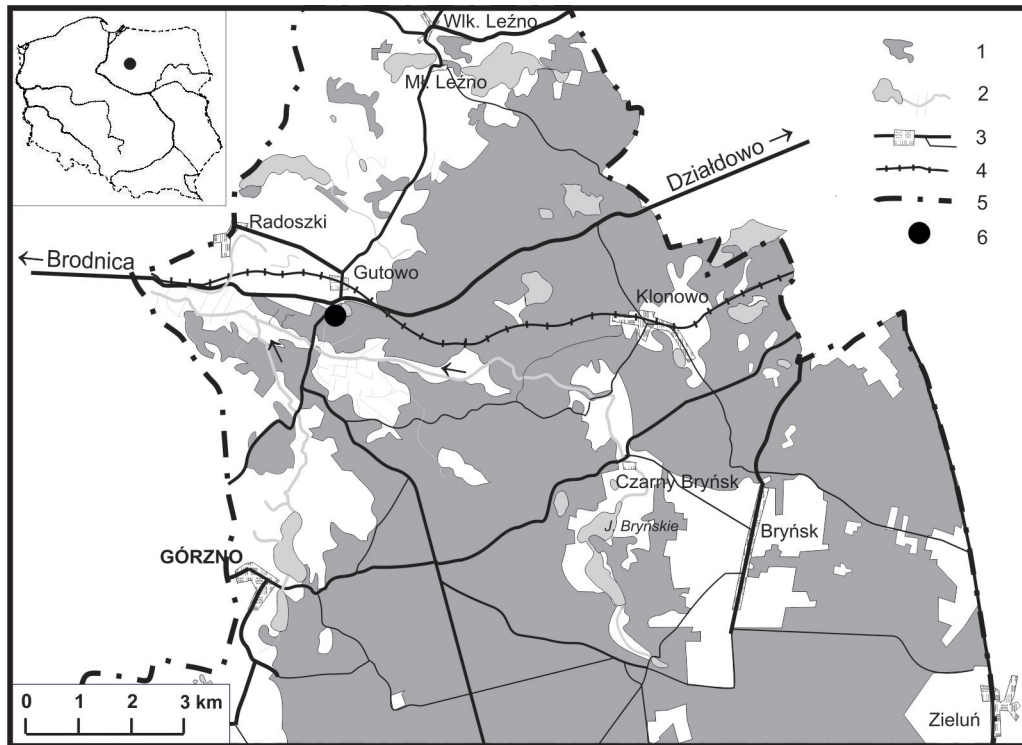 Wlk. Leźno
1
Mł. Leźno
2
3
Działdowo →
4
5
Radoszki
6
← Brodnica
Gutowo
Klonowo
Czarny Bryńsk
J. Bryńskie
Bryńsk
GÓRZNO
0 1 2 3 km
Zieluń